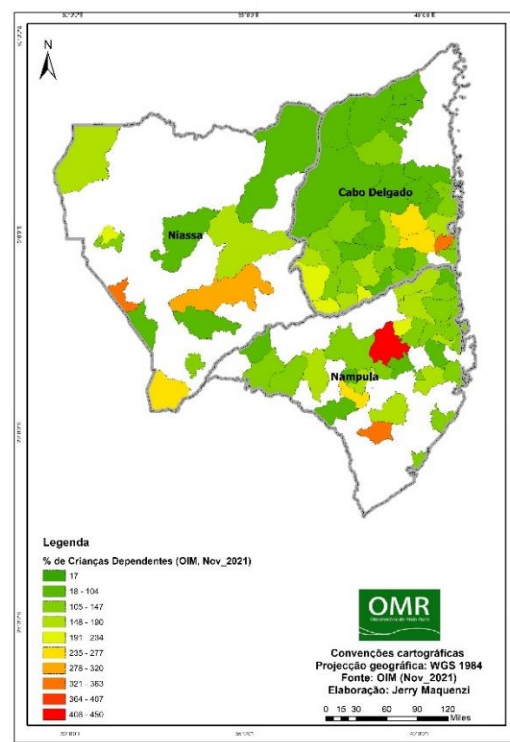 N
Cabo Delgado
Niassa
Nampula
Legenda
% de Crianças Dependentes (OIM, Nov_2021)
17
18 - 104
105 - 147
148 - 190
191 - 234
235 - 277
278 - 320
321 - 363
364 - 407
408 - 450
OMR
Convenções cartográficas
Projecção geográfica: WGS 1984
Fonte: OIM (Nov_2021)
Elaboração: Jerry Maquenzi
0 15 30 60 90 120
Miles